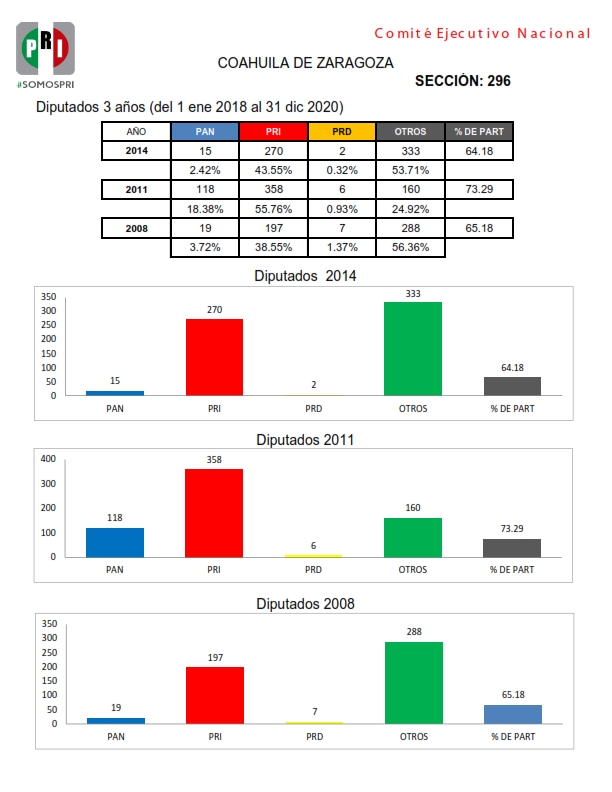 Comité Ejecutivo Nacional
PRI
#SOMOSPRI
COAHUILA DE ZARAGOZA
SECCIÓN: 296
Diputados 3 años (del 1 ene 2018 al 31 dic 2020)
AÑO PAN PRI PRD OTROS % DE PART
2014 15 270 2 333 64.18
2.42% 43.55% 0.32% 53.71%
2011 118 358 6 160 73.29
18.38% 55.76% 0.93% 24.92%
2008 19 197 7 288 65.18
3.72% 38.55% 1.37% 56.36%
Diputados 2014
350
300
250
200
150
100
50
0
15 270 2 333 64.18
PAN PRI PRD OTROS % DE PART
Diputados 2011
400
300
200
100
0
118 358 6 160 73.29
PAN PRI PRD OTROS % DE PART
Diputados 2008
350
300
250
200
150
100
50
0
19 197 7 288 65.18
PAN PRI PRD OTROS % DE PART